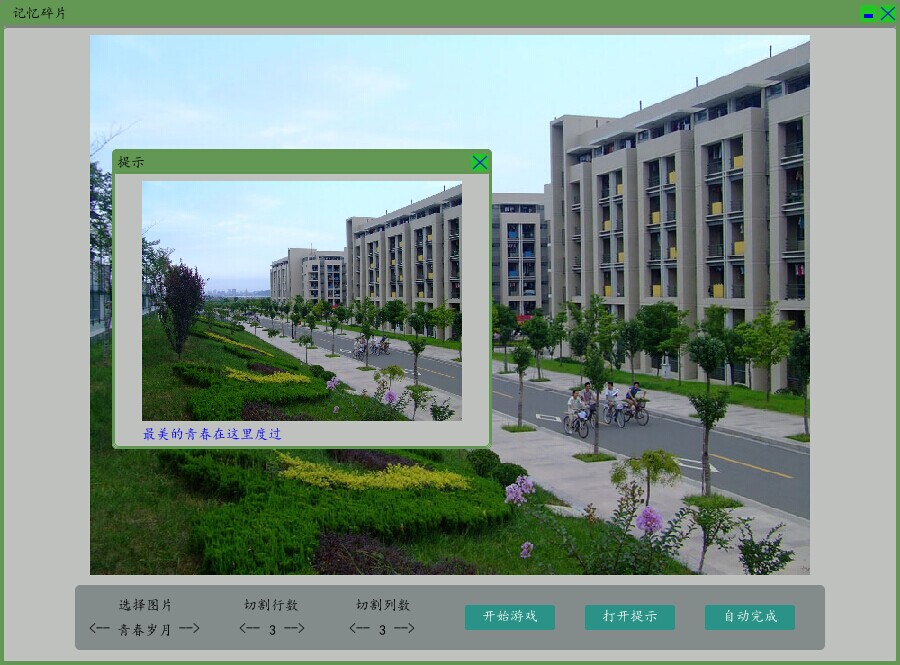 记忆碎片
提示
最美的青春在这里度过
选择图片 切割行数 切割列数
<-- 青春岁月 --> <-- 3 --> <-- 3 --> 开始游戏 打开提示 自动完成